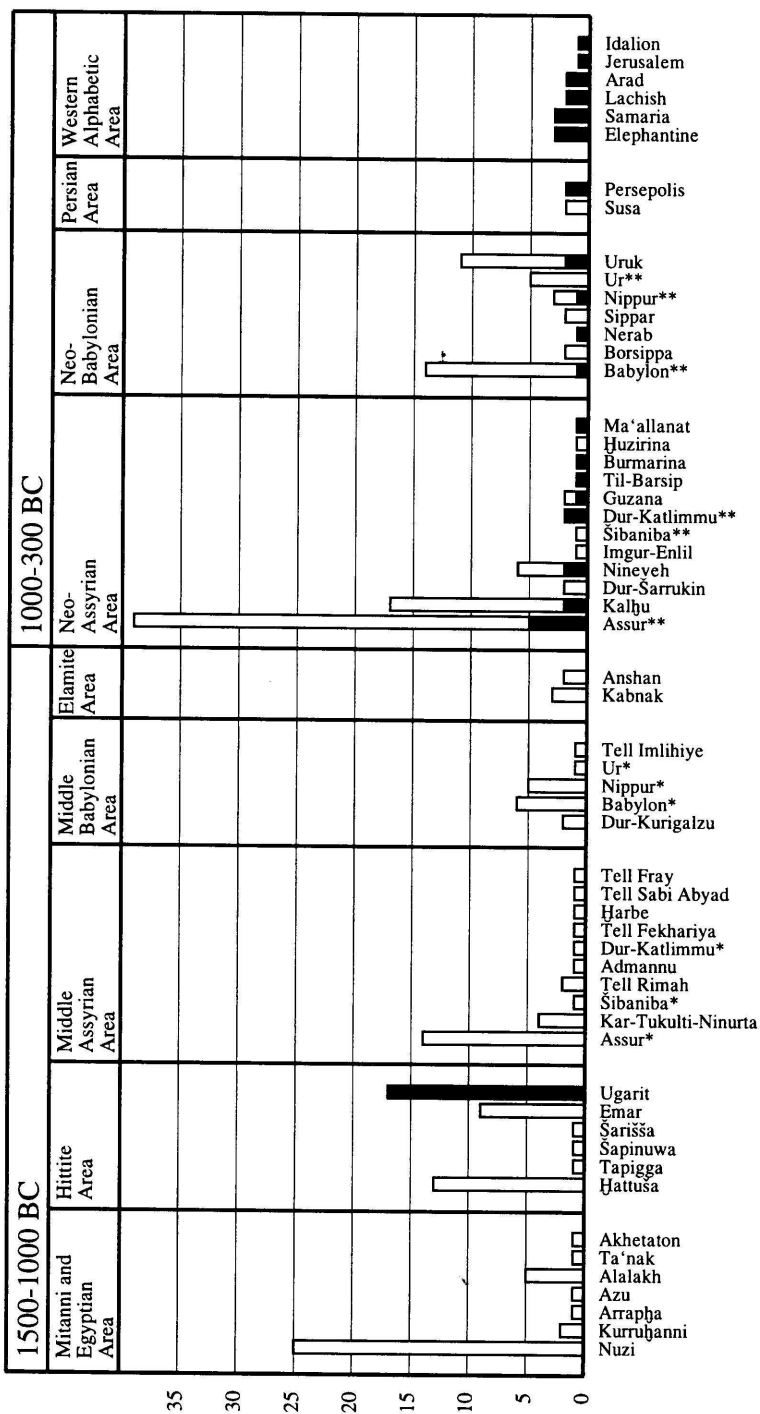 1500-1000 BC
1000-300 BC
Mitanni and
Egyptian
Area
Hittite
Area
Middle
Assyrian
Area
Middle
Babylonian
Area
Elamite
Area
Neo-
Assyrian
Area
Neo-
Babylonian
Area
Persian
Area
Western
Alphabetic
Area
35
30
25
20
15
10
5
0
Nuzi
Kurruḫanni
Arrapḫa
Azu
Alalakh
Ta‘nak
Akhetaton
Ḫattuša
Tapigga
Šapinuwa
Šarišša
Emar
Ugarit
Assur*
Kar-Tukulti-Ninurta
Šibaniba*
Tell Rimah
Admannu
Dur-Katlimmu*
Tell Fekhariya
Ḫarbe
Tell Sabi Abyad
Tell Fray
Dur-Kurigalzu
Babylon*
Nippur*
Ur*
Tell Imlihiye
Kabnak
Anshan
Assur**
Kalḫu
Dur-Šarrukin
Nineveh
Imgur-Enlil
Šibaniba**
Dur-Katlimmu**
Guzana
Til-Barsip
Burmarina
Ḫuzirina
Ma‘allanat
Babylon**
Borsippa
Nerab
Sippar
Nippur**
Ur**
Uruk
Susa
Persepolis
Elephantine
Samaria
Lachish
Arad
Jerusalem
Idalion